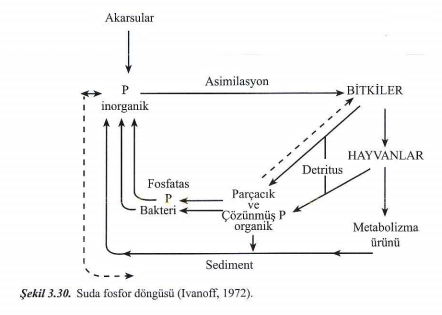 Akarsular
Asimilasyon
P
inorganik
BİTKİLER
HAYVANLAR
Detritus
Fosfatas
P
Bakteri
Parçacık
ve
Çözünmüş P
organik
Metabolizma
ürünü
Sediment
Şekil 3.30. Suda fosfor döngüsü (Ivanoff, 1972).